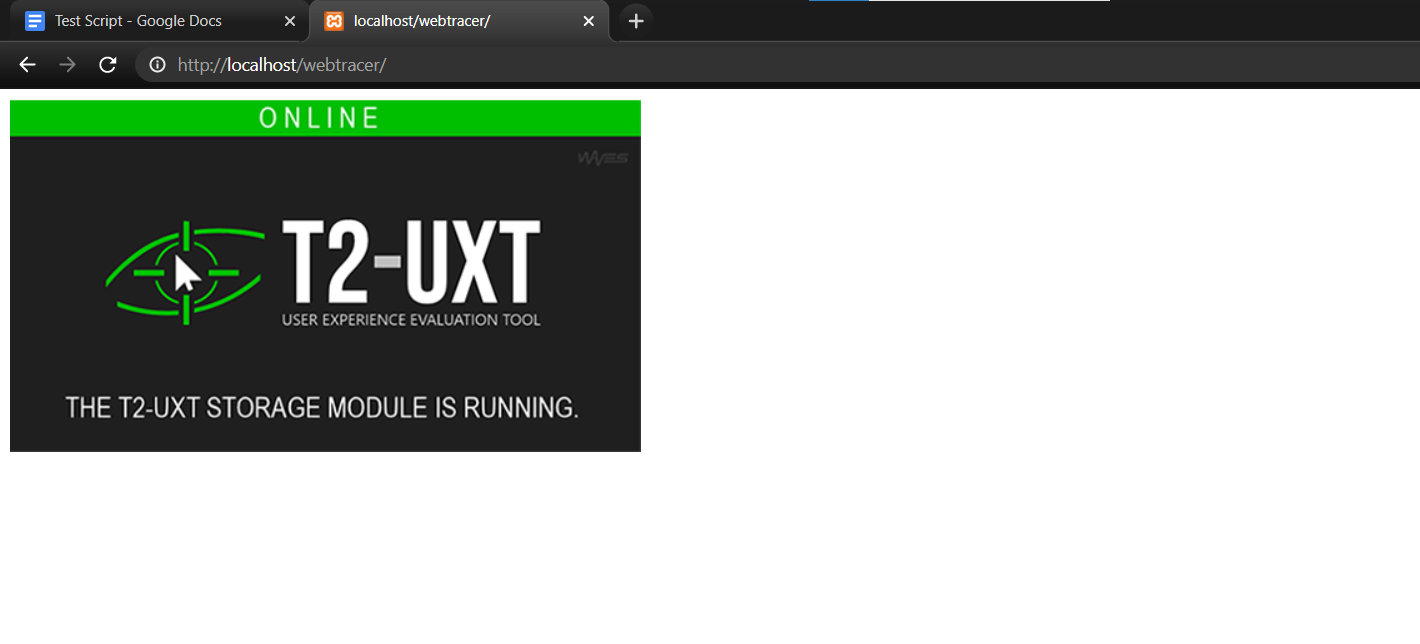 Test Script - Google Docs
localhost/webtracer/
http://localhost/webtracer/
ONLINE
WAVES
T2-UXT
USER EXPERIENCE EVALUATION TOOL
THE T2-UXT STORAGE MODULE IS RUNNING.